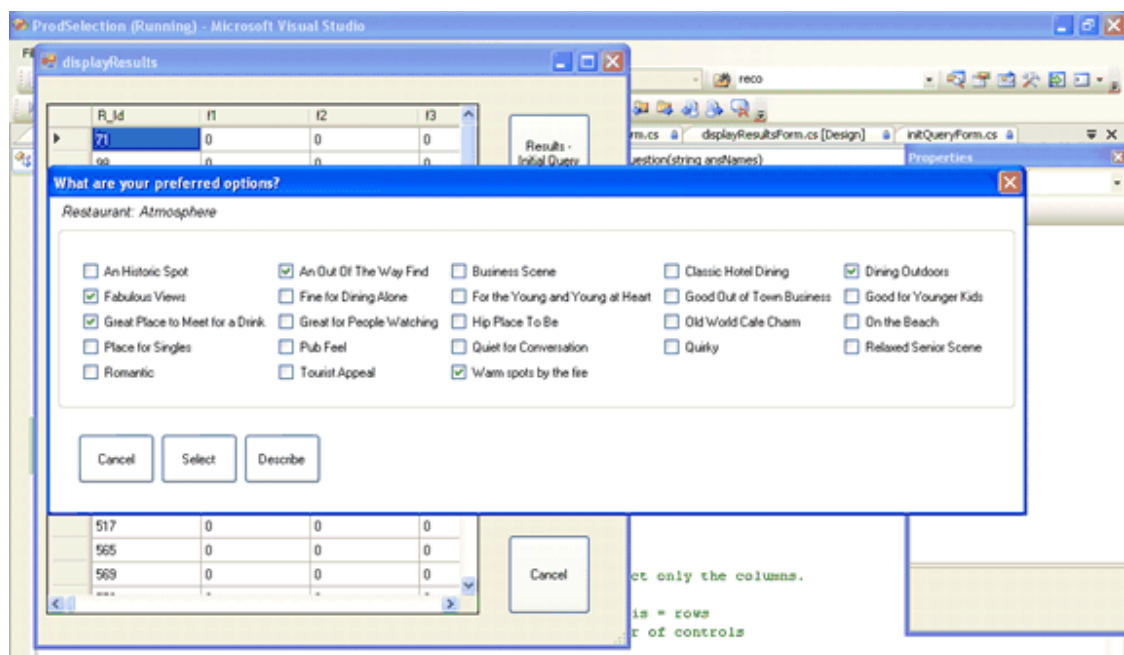 ProdSelection (Running) - Microsoft Visual Studio
displayResults
reco
R_Id f1 f2 f3
71 0 0 0
99 0 0 0
Results -
Initial Query
rm.cs displayResultsForm.cs [Design] initQueryForm.cs
uestion(string ansNames)
Properties
What are your preferred options?
Restaurant: Atmosphere
An Historic Spot An Out Of The Way Find Business Scene Classic Hotel Dining Dining Outdoors
Fabulous Views Fine for Dining Alone For the Young and Young at Heart Good Out of Town Business Good for Younger Kids
Great Place to Meet for a Drink Great for People Watching Hip Place To Be Old World Cafe Charm On the Beach
Place for Singles Pub Feel Quiet for Conversation Quirky Relaxed Senior Scene
Romantic Tourist Appeal Warm spots by the fire
Cancel Select Describe
517 0 0 0
565 0 0 0
569 0 0 0
Cancel
ct only the columns.
is = rows
r of controls